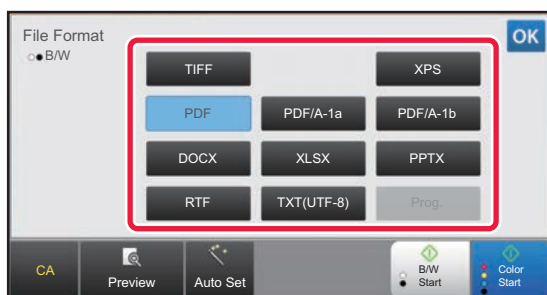 File Format
B/W
OK
TIFF
XPS
PDF
PDF/A-1a
PDF/A-1b
DOCX
XLSX
PPTX
RTF
TXT(UTF-8)
Prog.
CA
Preview
Auto Set
B/W
Start
Color
Start